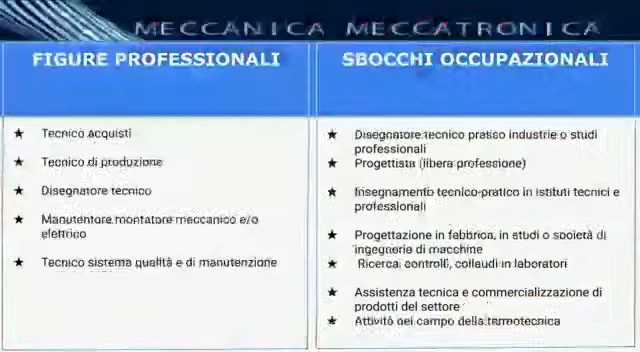 MECCANICA MECCATRONICA
FIGURE PROFESSIONALI
★ Tecnico acquisti
★ Tecnico di produzione
★ Disegnatore tecnico
★ Manutentore montatore meccanico e/o
elettrico
★ Tecnico sistema qualità e di manutenzione
SBOCCHI OCCUPAZIONALI
★ Disegnatore tecnico presso industrie o studi
professionali
★ Progettista (libera professione)
★ Insegnamento tecnico-pratico in istituti tecnici e
professionali
★ Progettazione in fabbrica, in studi o società di
ingegneria di macchine
★ Ricerca, controlli, collaudi in laboratori
★ Assistenza tecnica e commercializzazione di
prodotti del settore
★ Attività nel campo della termotecnica